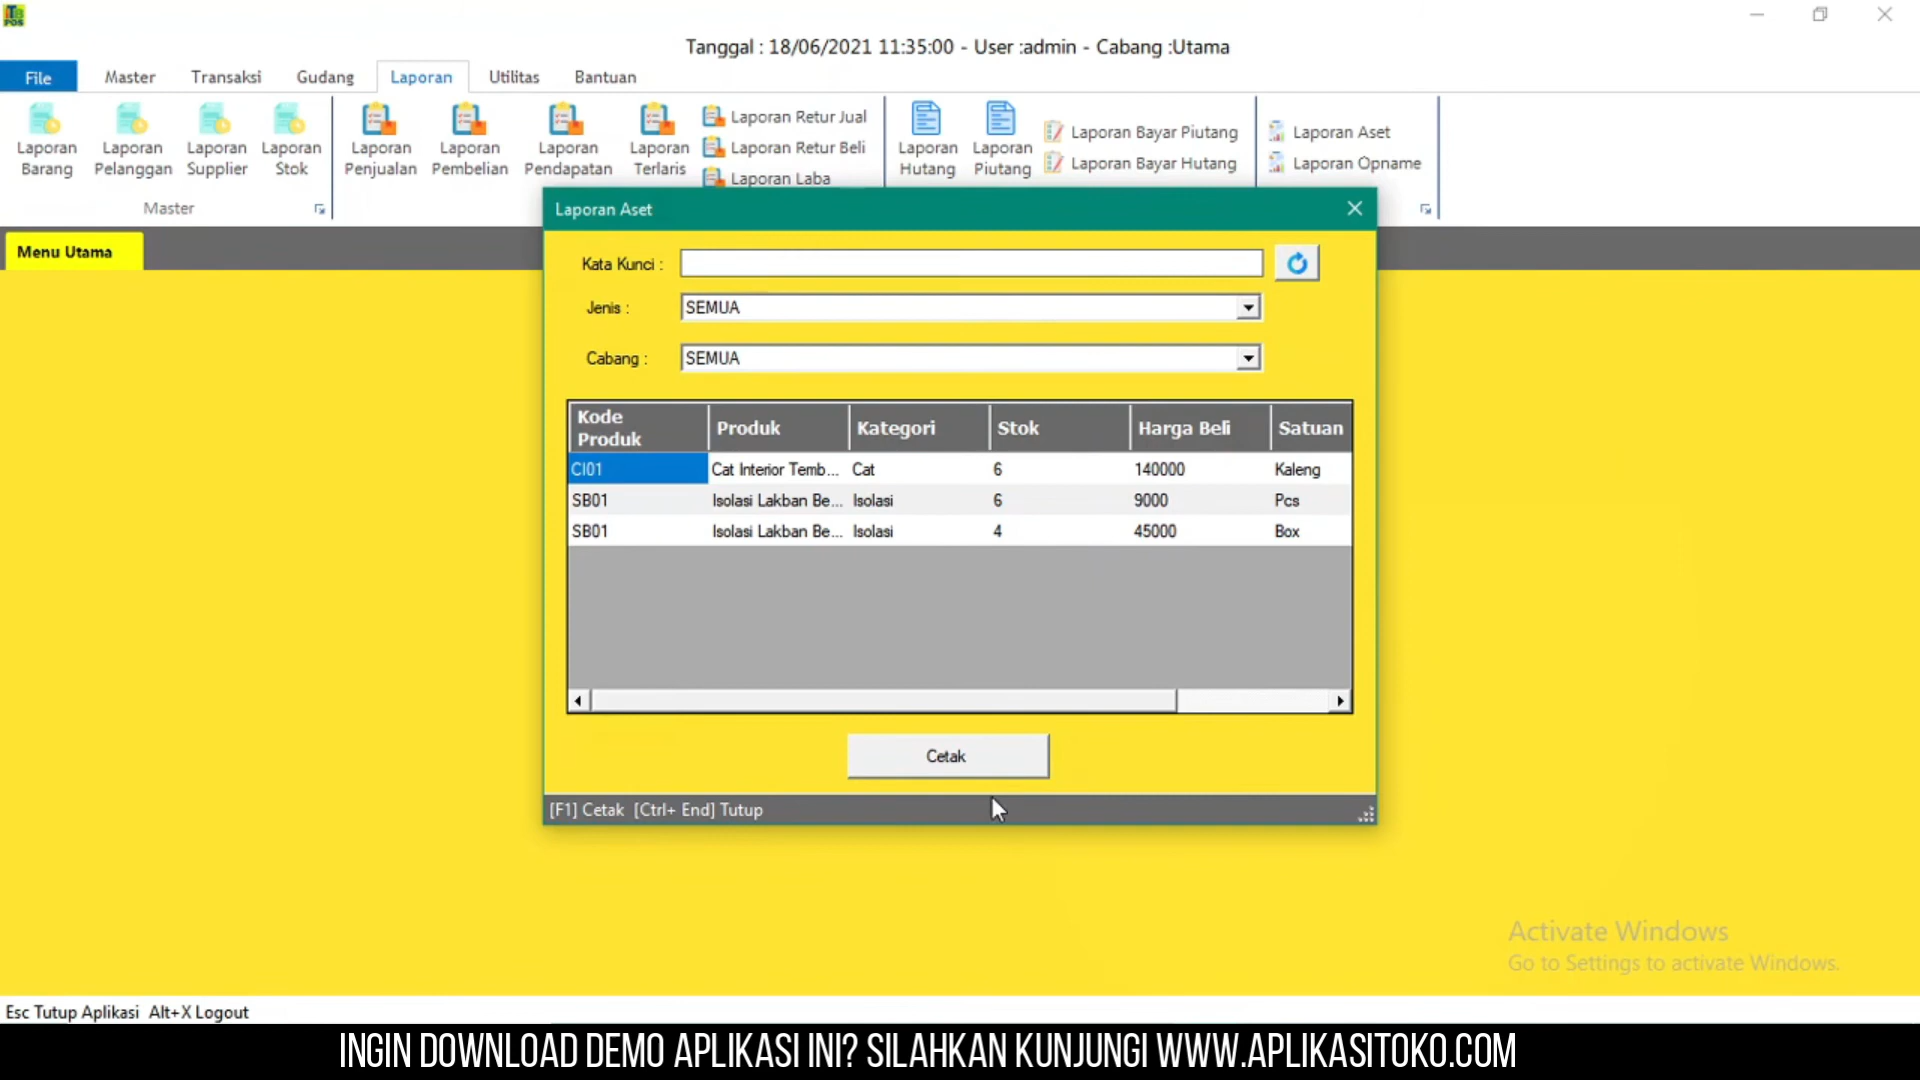 ITB
POS
Tanggal : 18/06/2021 11:35:00 - User :admin - Cabang :Utama
File Master Transaksi Gudang Laporan Utilitas Bantuan
Laporan Barang
Laporan Pelanggan
Laporan Supplier
Laporan Stok
Master
Laporan Penjualan
Laporan Pembelian
Laporan Pendapatan
Laporan Terlaris
Laporan Retur Jual
Laporan Retur Beli
Laporan Laba
Laporan Hutang
Laporan Piutang
Laporan Bayar Piutang
Laporan Bayar Hutang
Laporan Aset
Laporan Opname
Menu Utama
Laporan Aset
Kata Kunci :
Jenis : SEMUA
Cabang : SEMUA
Kode Produk Produk Kategori Stok Harga Beli Satuan
CI01 Cat Interior Temb... Cat 6 140000 Kaleng
SB01 Isolasi Lakban Be... Isolasi 6 9000 Pcs
SB01 Isolasi Lakban Be... Isolasi 4 45000 Box
Cetak
[F1] Cetak [Ctrl+ End] Tutup
Activate Windows
Go to Settings to activate Windows.
Esc Tutup Aplikasi Alt+X Logout
INGIN DOWNLOAD DEMO APLIKASI INI? SILAHKAN KUNJUNGI WWW.APLIKASITOKO.COM